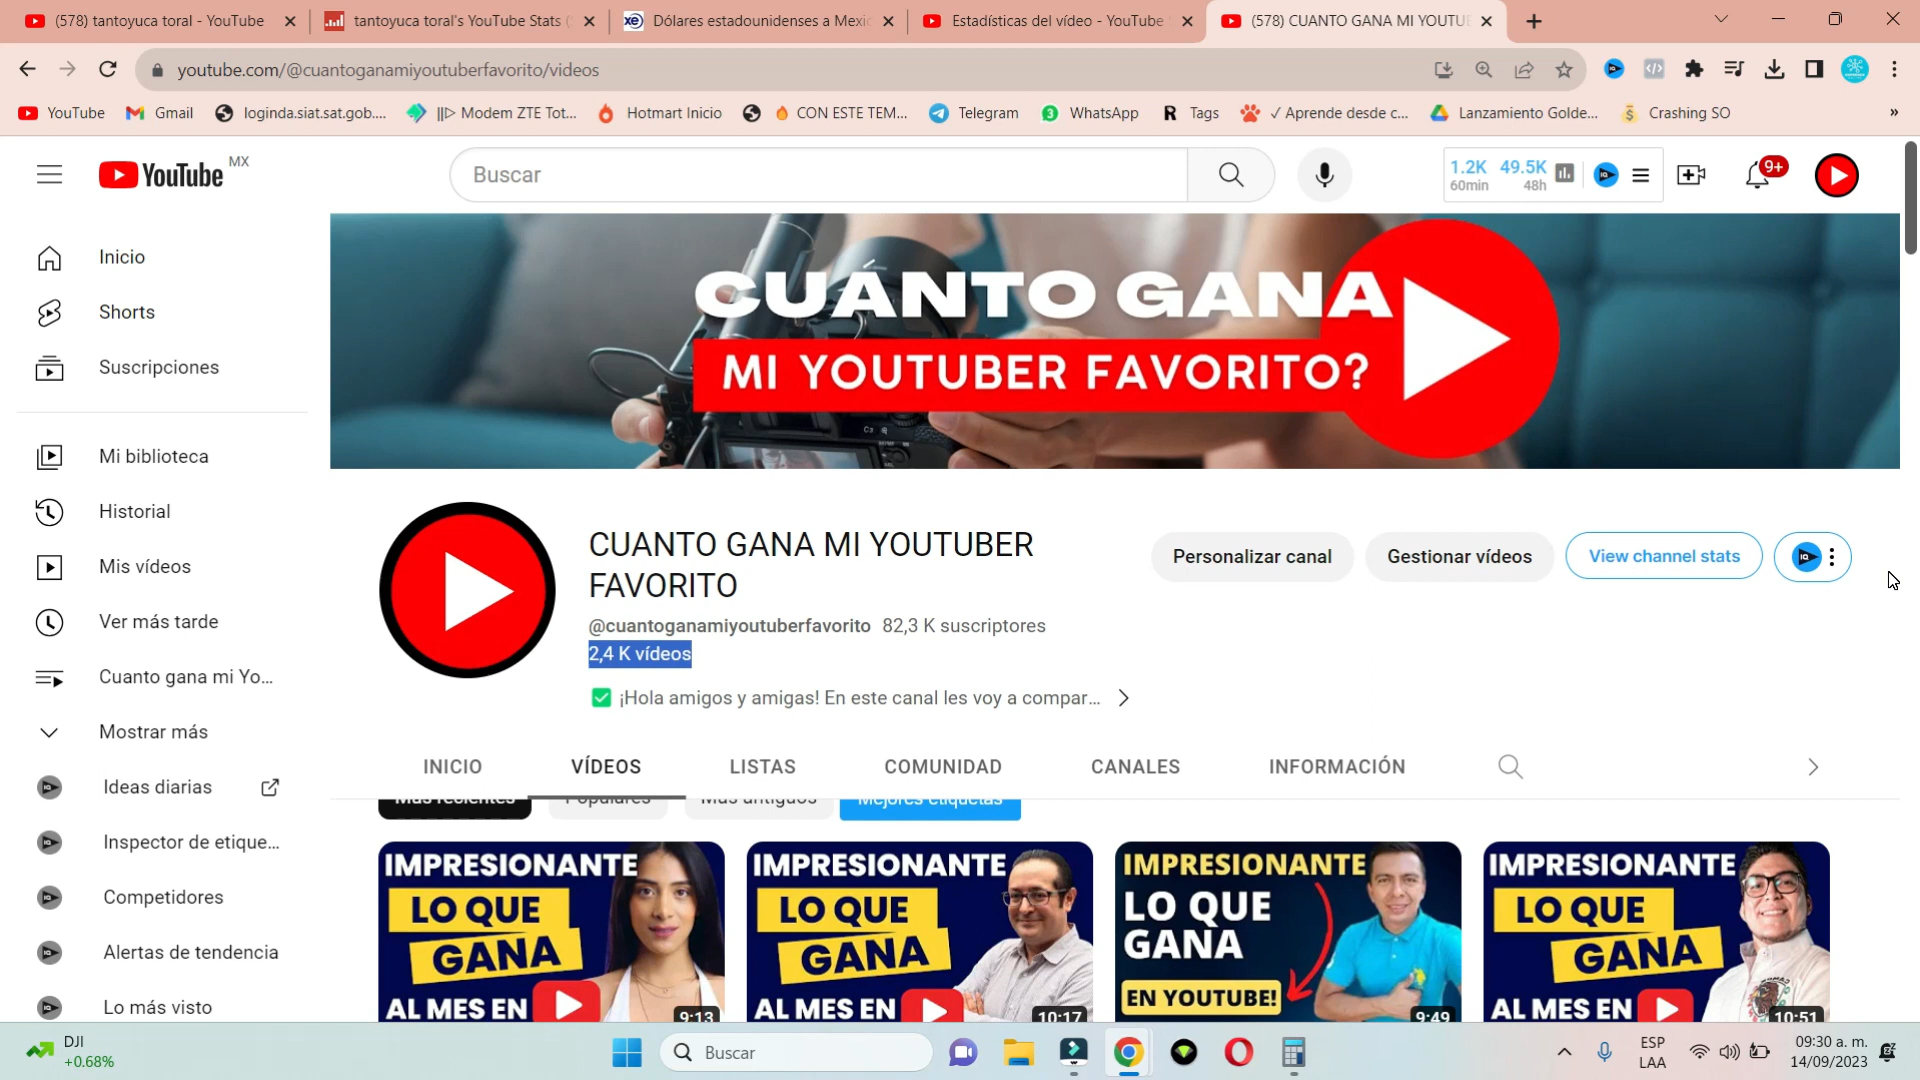 (578) tantoyuca toral - YouTube
tantoyuca toral's YouTube Stats (
Dólares estadounidenses a Mexic
Estadísticas del vídeo - YouTube
(578) CUANTO GANA MI YOUTUB
youtube.com/@cuantoganamiyoutuberfavorito/videos
YouTube
Gmail
loginda.siat.sat.gob....
||▷ Modem ZTE Tot...
Hotmart Inicio
CON ESTE TEM...
Telegram
WhatsApp
Tags
✓ Aprende desde c...
Lanzamiento Golde...
Crashing SO
»
YouTube MX
Buscar
1.2K 49.5K
60min 48h
9+
Inicio
Shorts
Suscripciones
Mi biblioteca
Historial
Mis vídeos
Ver más tarde
Cuanto gana mi Yo...
Mostrar más
Ideas diarias
Inspector de etique...
Competidores
Alertas de tendencia
Lo más visto
CUÁNTO GANA
MI YOUTUBER FAVORITO?
CUANTO GANA MI YOUTUBER
FAVORITO
@cuantoganamiyoutuberfavorito 82,3 K suscriptores
2,4 K vídeos
¡Hola amigos y amigas! En este canal les voy a compar...
Personalizar canal
Gestionar vídeos
View channel stats
INICIO
VÍDEOS
LISTAS
COMUNIDAD
CANALES
INFORMACIÓN
Más recientes
Populares
Más antiguos
Mejores etiquetas
IMPRESIONANTE
LO QUE
GANA
AL MES EN
9:13
IMPRESIONANTE
LO QUE
GANA
AL MES EN
10:17
IMPRESIONANTE
LO QUE
GANA
EN YOUTUBE!
9:49
IMPRESIONANTE
LO QUE
GANA
AL MES EN
10:51
DJI
+0.68%
Buscar
ESP
LAA
09:30 a. m.
14/09/2023